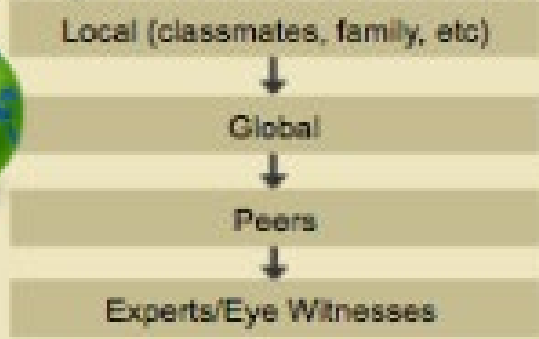 Local (classmates, family, etc)
Global
Peers
Experts/Eye Witnesses